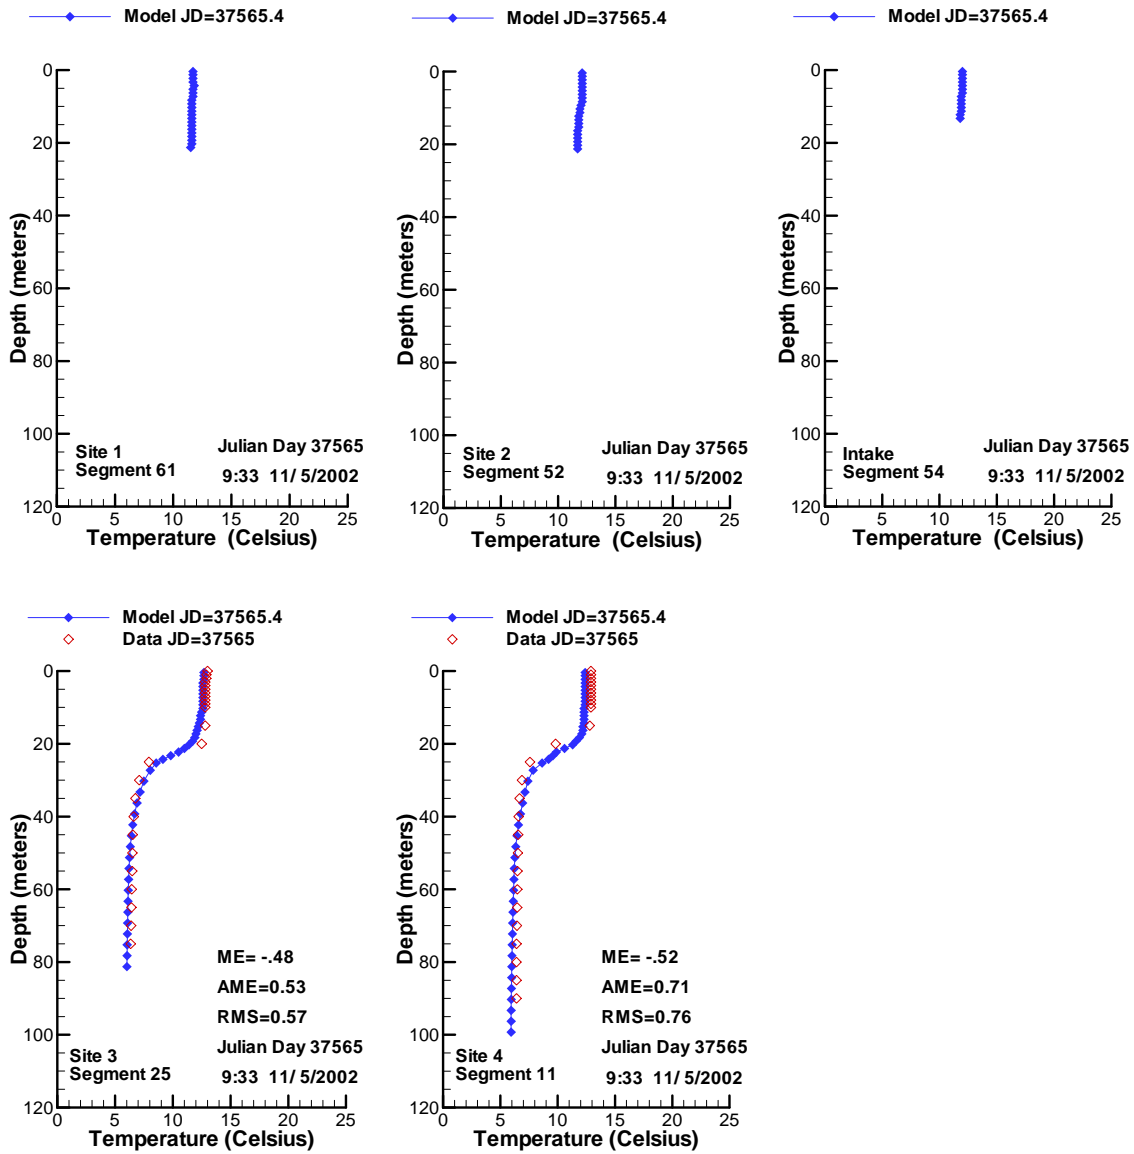 Model JD=37565.4
0
20
40
60
80
100
120
Depth (meters)
Site 1
Segment 61
Julian Day 37565
9:33 11/ 5/2002
0 5 10 15 20 25
Temperature (Celsius)
Model JD=37565.4
0
20
40
60
80
100
120
Depth (meters)
Site 2
Segment 52
Julian Day 37565
9:33 11/ 5/2002
0 5 10 15 20 25
Temperature (Celsius)
Model JD=37565.4
0
20
40
60
80
100
120
Depth (meters)
Intake
Segment 54
Julian Day 37565
9:33 11/ 5/2002
0 5 10 15 20 25
Temperature (Celsius)
Model JD=37565.4
Data JD=37565
0
20
40
60
80
100
120
Depth (meters)
ME= -.48
AME=0.53
RMS=0.57
Site 3
Segment 25
Julian Day 37565
9:33 11/ 5/2002
0 5 10 15 20 25
Temperature (Celsius)
Model JD=37565.4
Data JD=37565
0
20
40
60
80
100
120
Depth (meters)
ME= -.52
AME=0.71
RMS=0.76
Site 4
Segment 11
Julian Day 37565
9:33 11/ 5/2002
0 5 10 15 20 25
Temperature (Celsius)